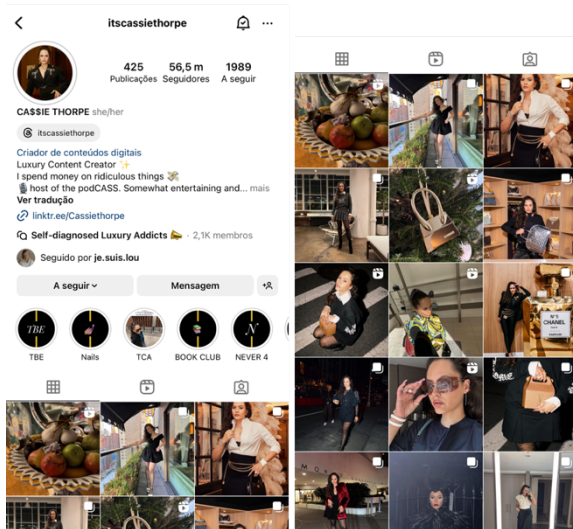 itscassiethorpe
425 56,5 m 1989
Publicações Seguidores A seguir
CA$$IE THORPE she/her
itscassiethorpe
Criador de conteúdos digitais
Luxury Content Creator ✨
I spend money on ridiculous things 💸
🎙️ host of the podCASS. Somewhat entertaining and... mais
Ver tradução
linktr.ee/Cassiethorpe
Self-diagnosed Luxury Addicts · 2,1K membros
Seguido por je.suis.lou
A seguir Mensagem
TBE N
TBE Nails TCA BOOK CLUB NEVER 4
N°1
CHANEL